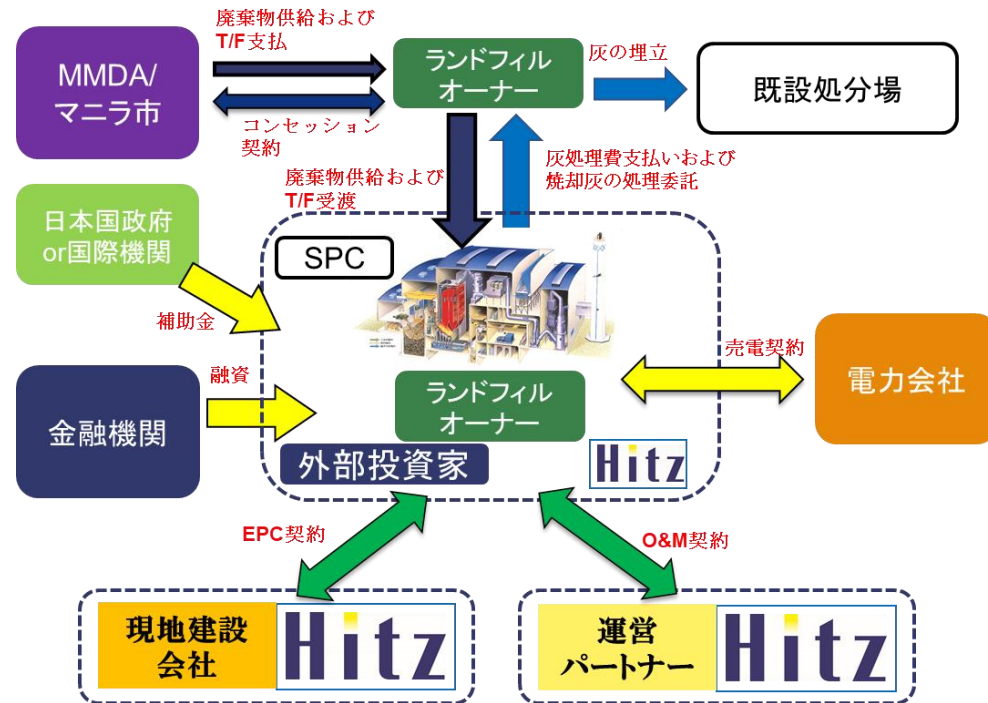 廃棄物供給および
T/F支払
MMDA/
マニラ市
ランドフィル
オーナー
灰の埋立
既設処分場
コンセッション
契約
廃棄物供給および
T/F受渡
灰処理費支払いおよび
焼却灰の処理委託
日本国政府
or国際機関
SPC
補助金
売電契約
融資
金融機関
ランドフィル
オーナー
電力会社
外部投資家
Hitz
EPC契約
O&M契約
現地建設
会社
Hitz
運営
パートナー
Hitz